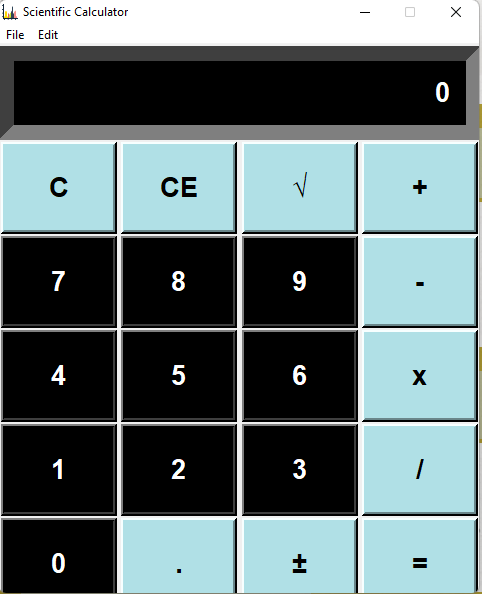 Scientific Calculator
File Edit
0
C CE √ +
7 8 9 -
4 5 6 x
1 2 3 /
0 . ± =